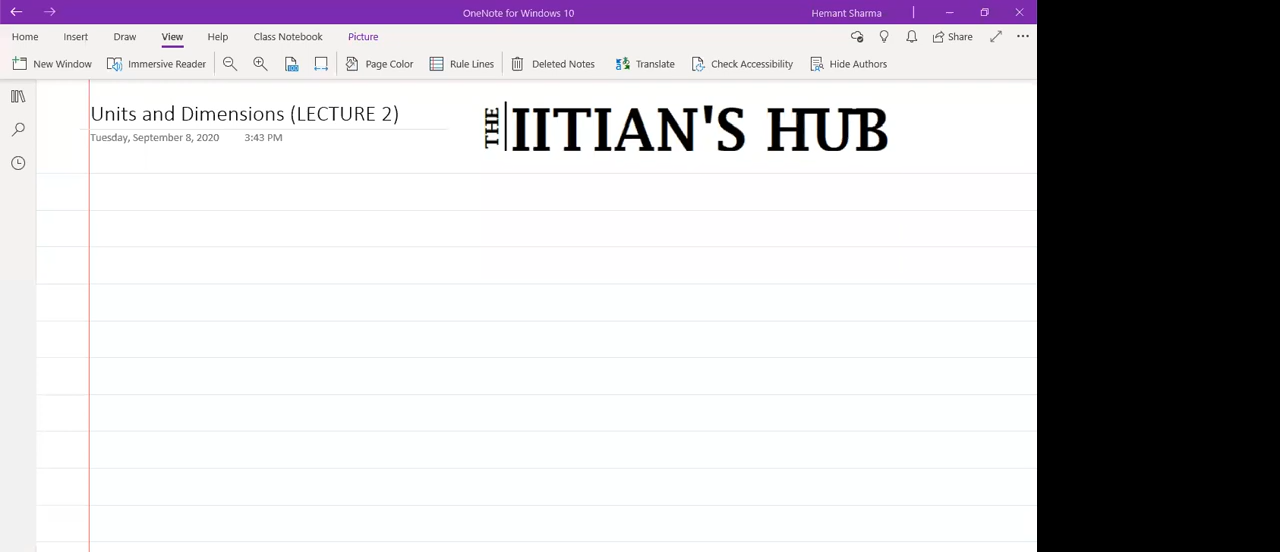 OneNote for Windows 10
Hemant Sharma
Home Insert Draw View Help Class Notebook Picture Share
New Window Immersive Reader Page Color Rule Lines Deleted Notes Translate Check Accessibility Hide Authors
Units and Dimensions (LECTURE 2)
Tuesday, September 8, 2020 3:43 PM
THE IITIAN'S HUB